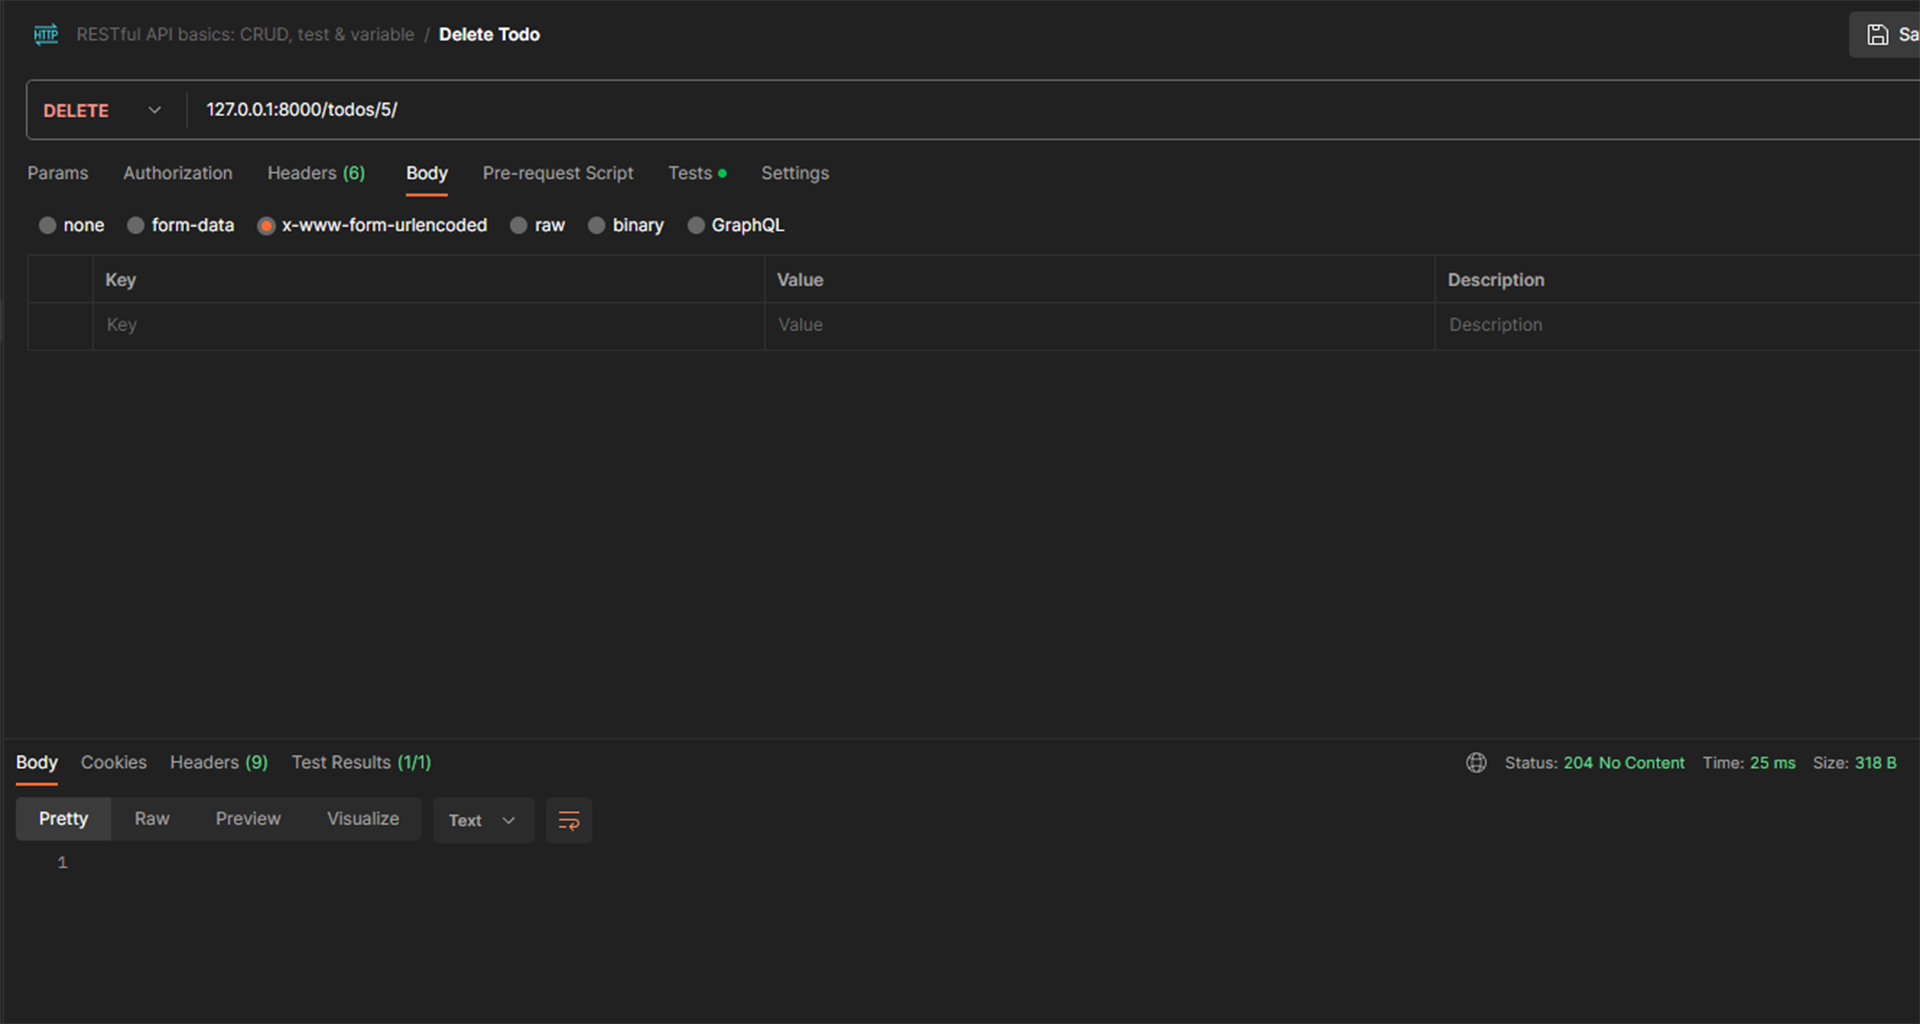 HTTP RESTful API basics: CRUD, test & variable / Delete Todo
Sa
DELETE 127.0.0.1:8000/todos/5/
Params Authorization Headers (6) Body Pre-request Script Tests Settings
none form-data x-www-form-urlencoded raw binary GraphQL
Key Value Description
Key Value Description
Body Cookies Headers (9) Test Results (1/1) Status: 204 No Content Time: 25 ms Size: 318 B
Pretty Raw Preview Visualize Text
1